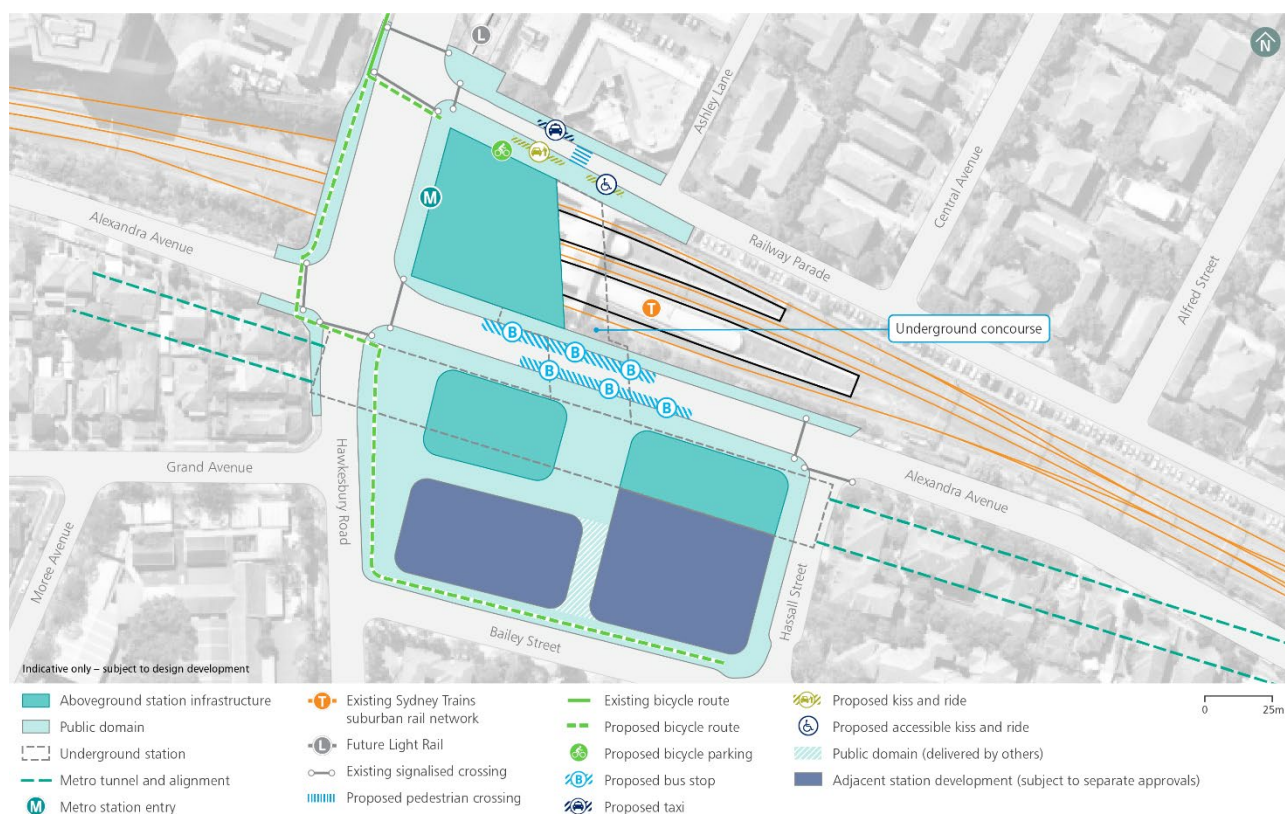 N
L
Ashley Lane
Central Avenue
Alfred Street
M
Railway Parade
Alexandra Avenue
T
Underground concourse
B
B
B
B
B
B
Grand Avenue
Hawkesbury Road
Alexandra Avenue
Moree Avenue
Hassall Street
Bailey Street
Indicative only – subject to design development
Aboveground station infrastructure
Public domain
Underground station
Metro tunnel and alignment
M Metro station entry
T Existing Sydney Trains
suburban rail network
L Future Light Rail
Existing signalised crossing
Proposed pedestrian crossing
Existing bicycle route
Proposed bicycle route
Proposed bicycle parking
B Proposed bus stop
Proposed taxi
Proposed kiss and ride
Proposed accessible kiss and ride
Public domain (delivered by others)
Adjacent station development (subject to separate approvals)
0 25m